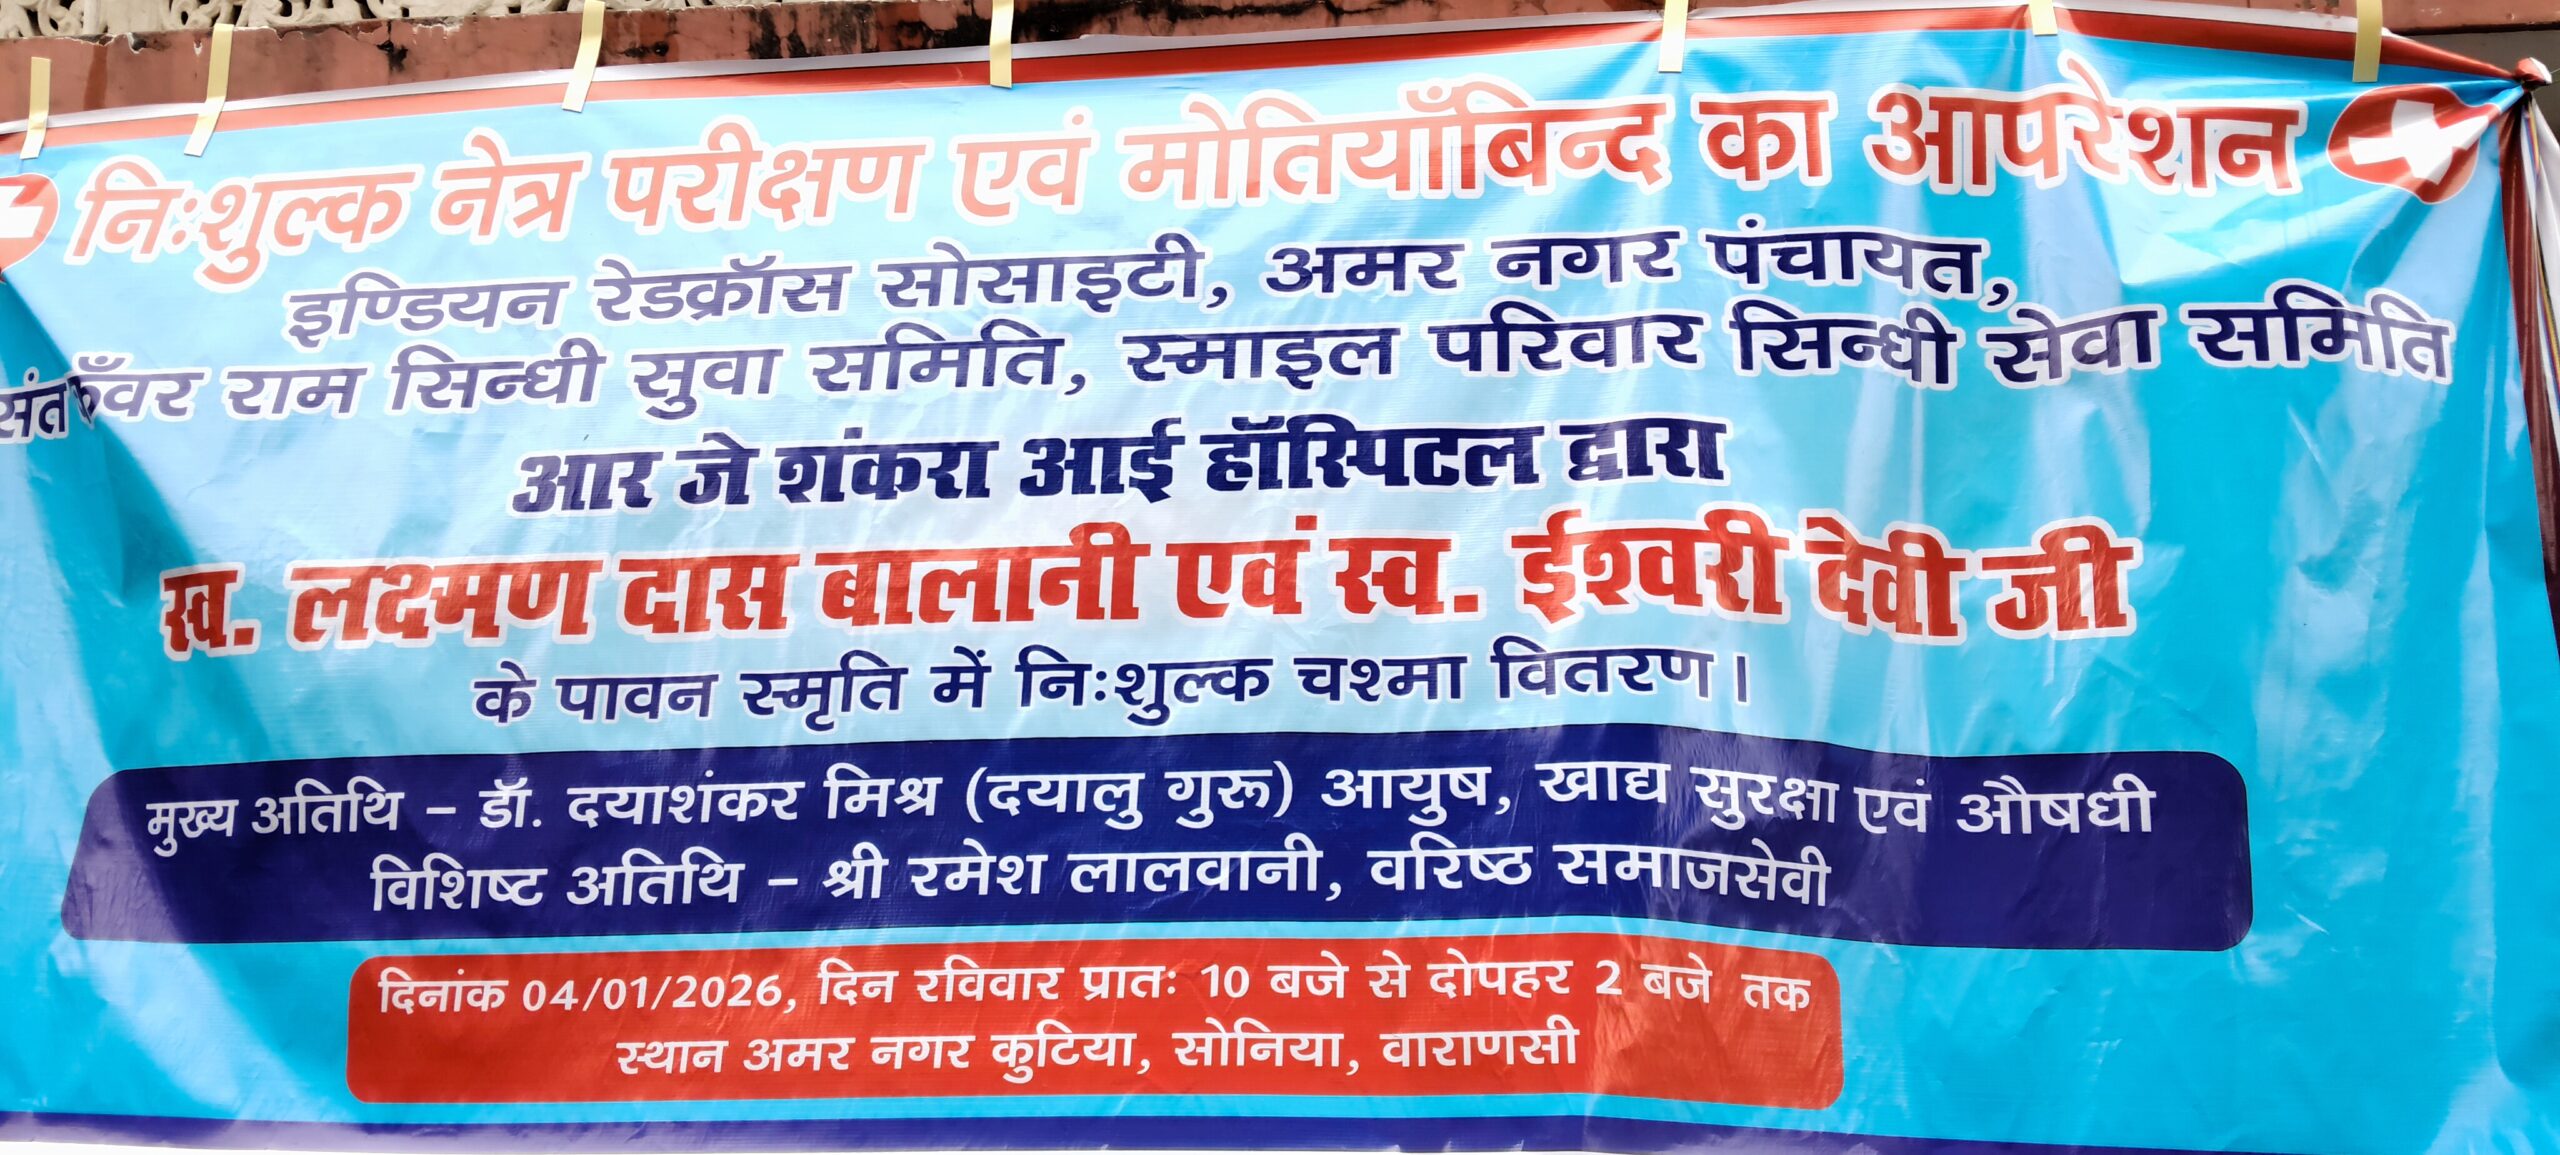 निःशुल्क नेत्र परीक्षण एवं मोतियाँबिन्द का आपरेशन
इण्डियन रेडक्रॉस सोसाइटी, अमर नगर पंचायत,
संत कँवर राम सिन्धी सुवा समिति, स्माइल परिवार सिन्धी सेवा समिति
आर जे शंकरा आई हॉस्पिटल द्वारा
स्व. लक्ष्मण दास बालानी एवं स्व. ईश्वरी देवी जी
के पावन स्मृति में निःशुल्क चश्मा वितरण।
मुख्य अतिथि – डॉ. दयाशंकर मिश्र (दयालु गुरू) आयुष, खाद्य सुरक्षा एवं औषधी
विशिष्ट अतिथि – श्री रमेश लालवानी, वरिष्ठ समाजसेवी
दिनांक 04/01/2026, दिन रविवार प्रातः 10 बजे से दोपहर 2 बजे तक
स्थान अमर नगर कुटिया, सोनिया, वाराणसी